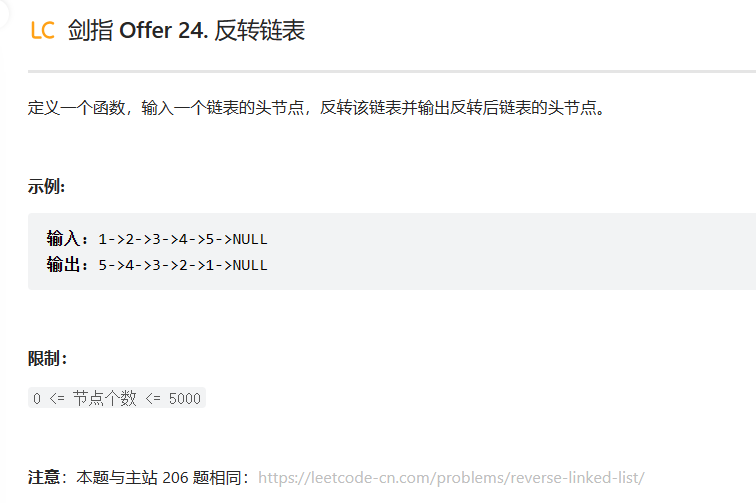 LC 剑指 Offer 24. 反转链表
定义一个函数，输入一个链表的头节点，反转该链表并输出反转后链表的头节点。
示例:
输入: 1->2->3->4->5->NULL
输出: 5->4->3->2->1->NULL
限制：
0 <= 节点个数 <= 5000
注意：本题与主站 206 题相同：https://leetcode-cn.com/problems/reverse-linked-list/